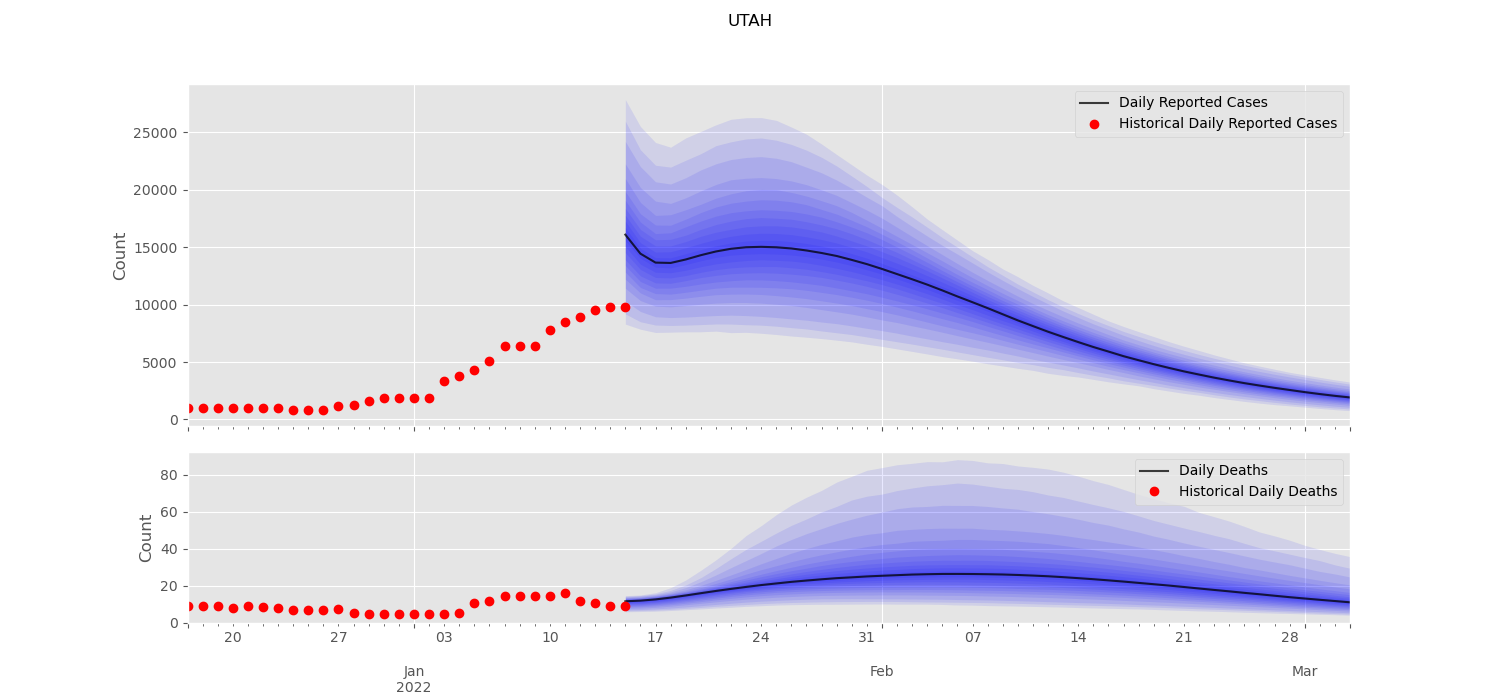 UTAH
Daily Reported Cases
Historical Daily Reported Cases
Count
25000
20000
15000
10000
5000
0
Daily Deaths
Historical Daily Deaths
Count
80
60
40
20
0
20 27 03 10 17 24 31 07 14 21 28
Jan Feb Mar
2022